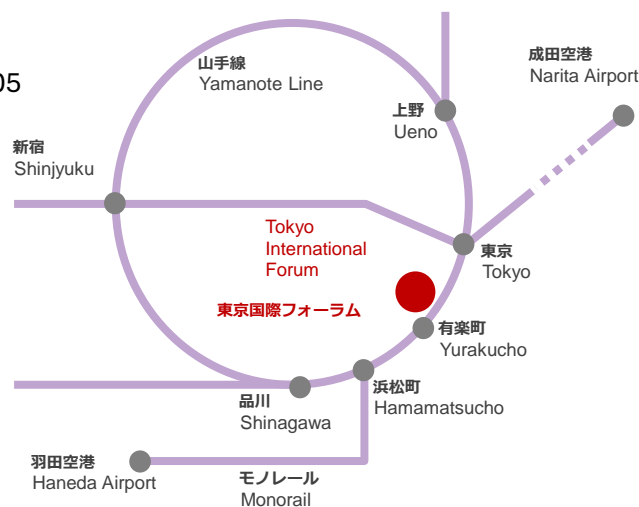 成田空港
Narita Airport
山手線
Yamanote Line
05
上野
Ueno
新宿
Shinjyuku
Tokyo
International
Forum
東京
Tokyo
東京国際フォーラム
有楽町
Yurakucho
品川
Shinagawa
浜松町
Hamamatsucho
羽田空港
Haneda Airport
モノレール
Monorail